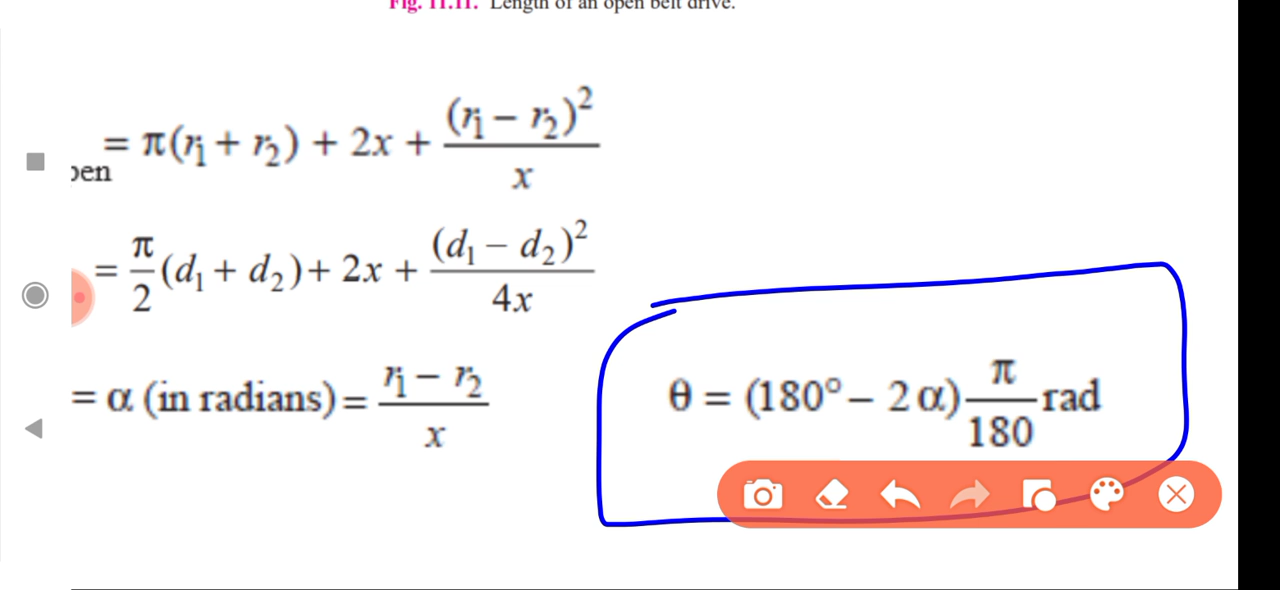 Fig. 11.11. Length of an open belt drive.
= π(r₁ + r₂) + 2x + (r₁ − r₂)² / x
pen
= π/2 (d₁ + d₂) + 2x + (d₁ − d₂)² / 4x
= α (in radians) = r₁ − r₂ / x
θ = (180° − 2 α) π/180 rad